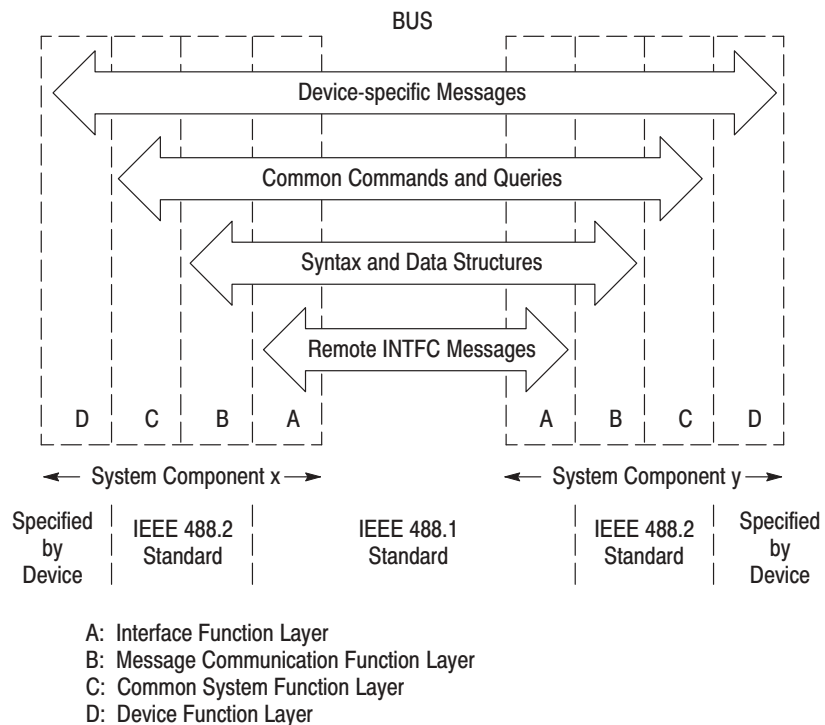 BUS
Device-specific Messages
Common Commands and Queries
Syntax and Data Structures
Remote INTFC Messages
D C B A A B C D
System Component x System Component y
Specified by Device
IEEE 488.2 Standard
IEEE 488.1 Standard
IEEE 488.2 Standard
Specified by Device
A: Interface Function Layer
B: Message Communication Function Layer
C: Common System Function Layer
D: Device Function Layer